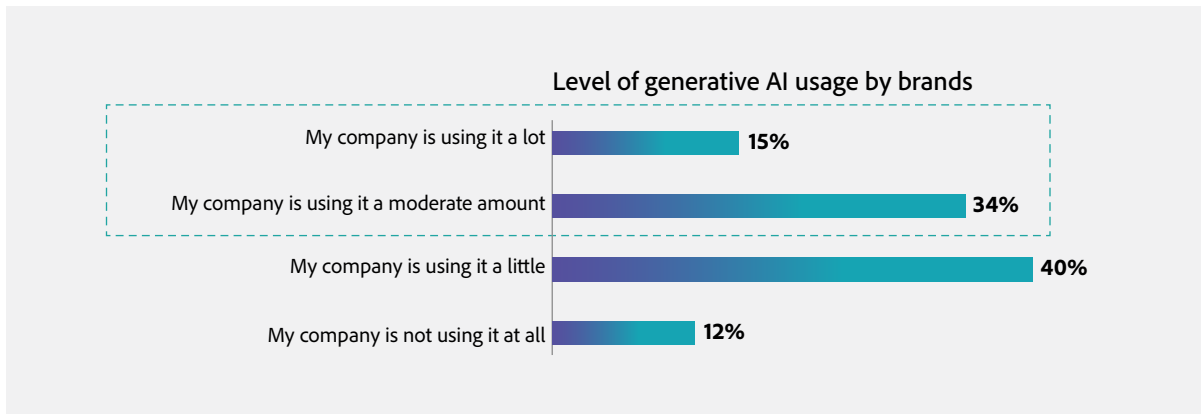 Level of generative AI usage by brands
My company is using it a lot 15%
My company is using it a moderate amount 34%
My company is using it a little 40%
My company is not using it at all 12%